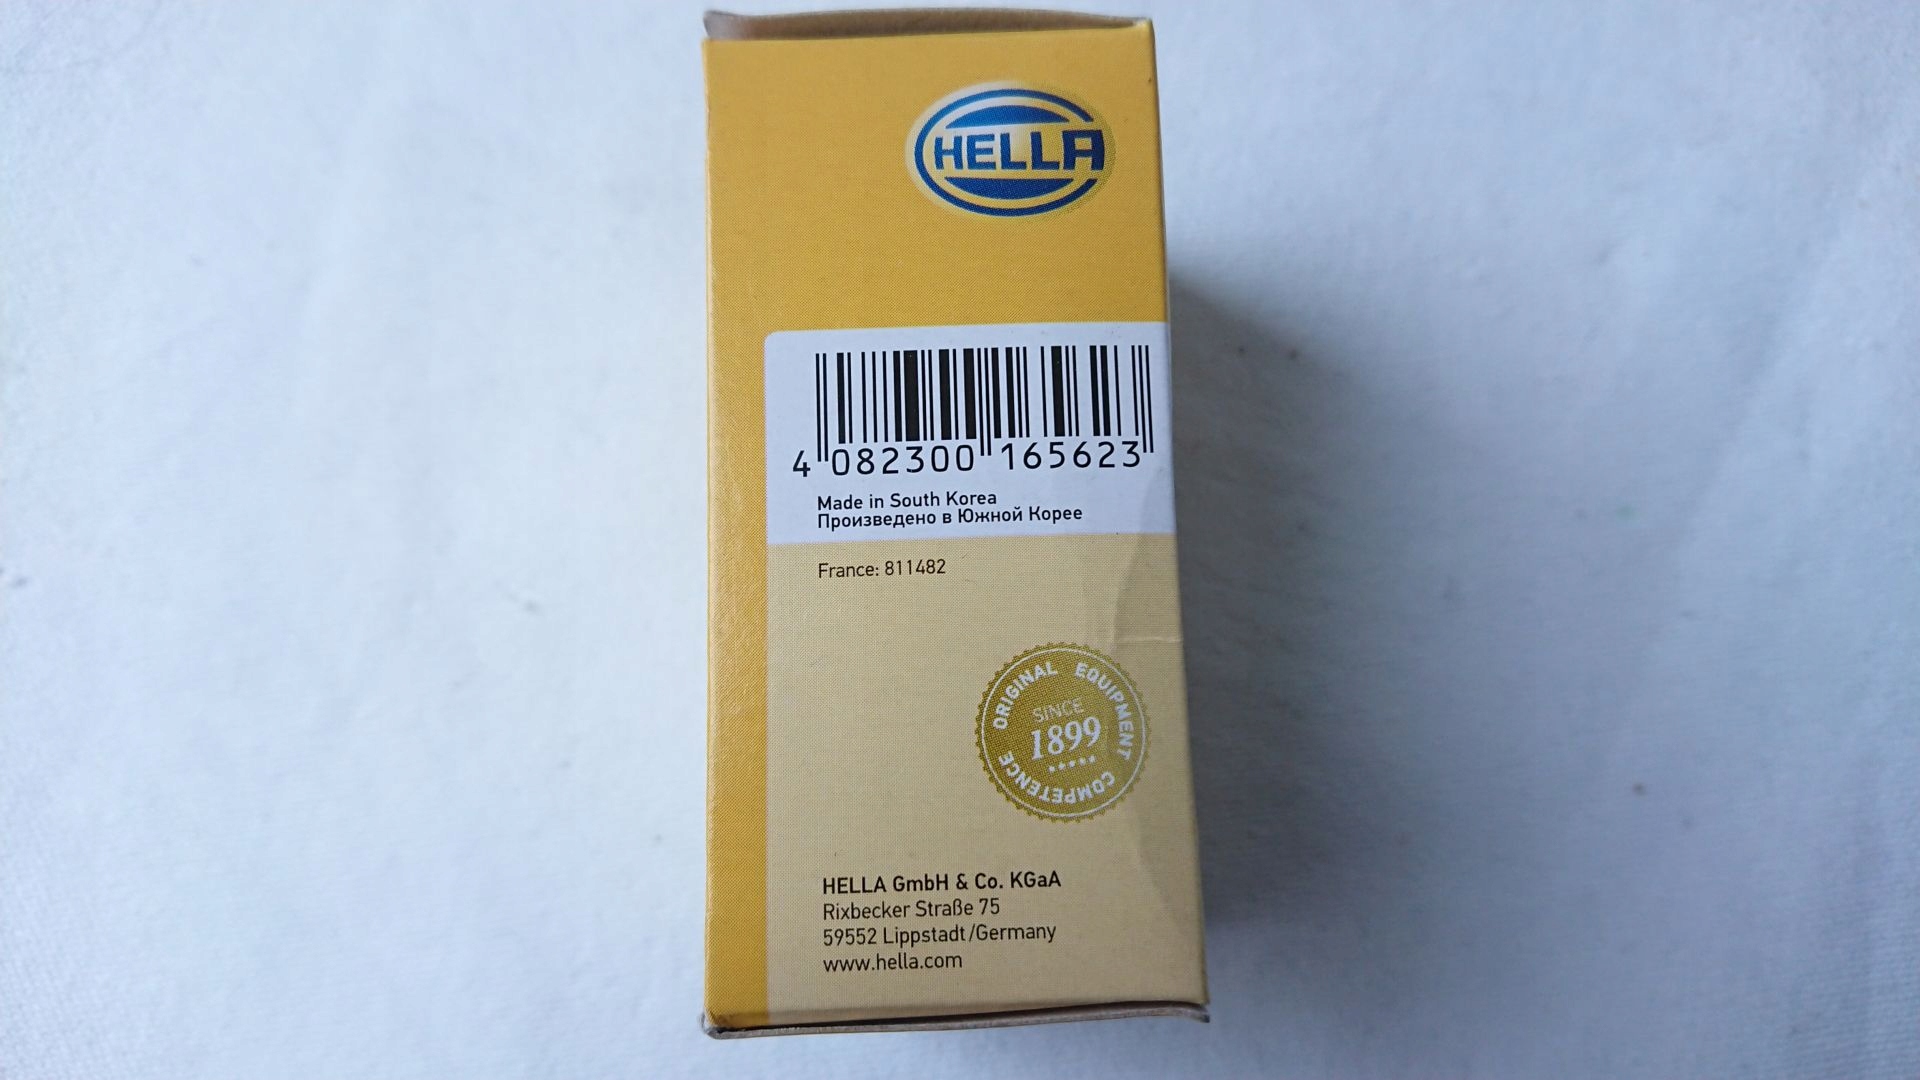 HELLA
4 082300 165623
Made in South Korea
Произведено в Южной Корее
France: 811482
ORIGINAL EQUIPMENT COMPETENCE
SINCE
1899
HELLA GmbH & Co. KGaA
Rixbecker Straße 75
59552 Lippstadt/Germany
www.hella.com